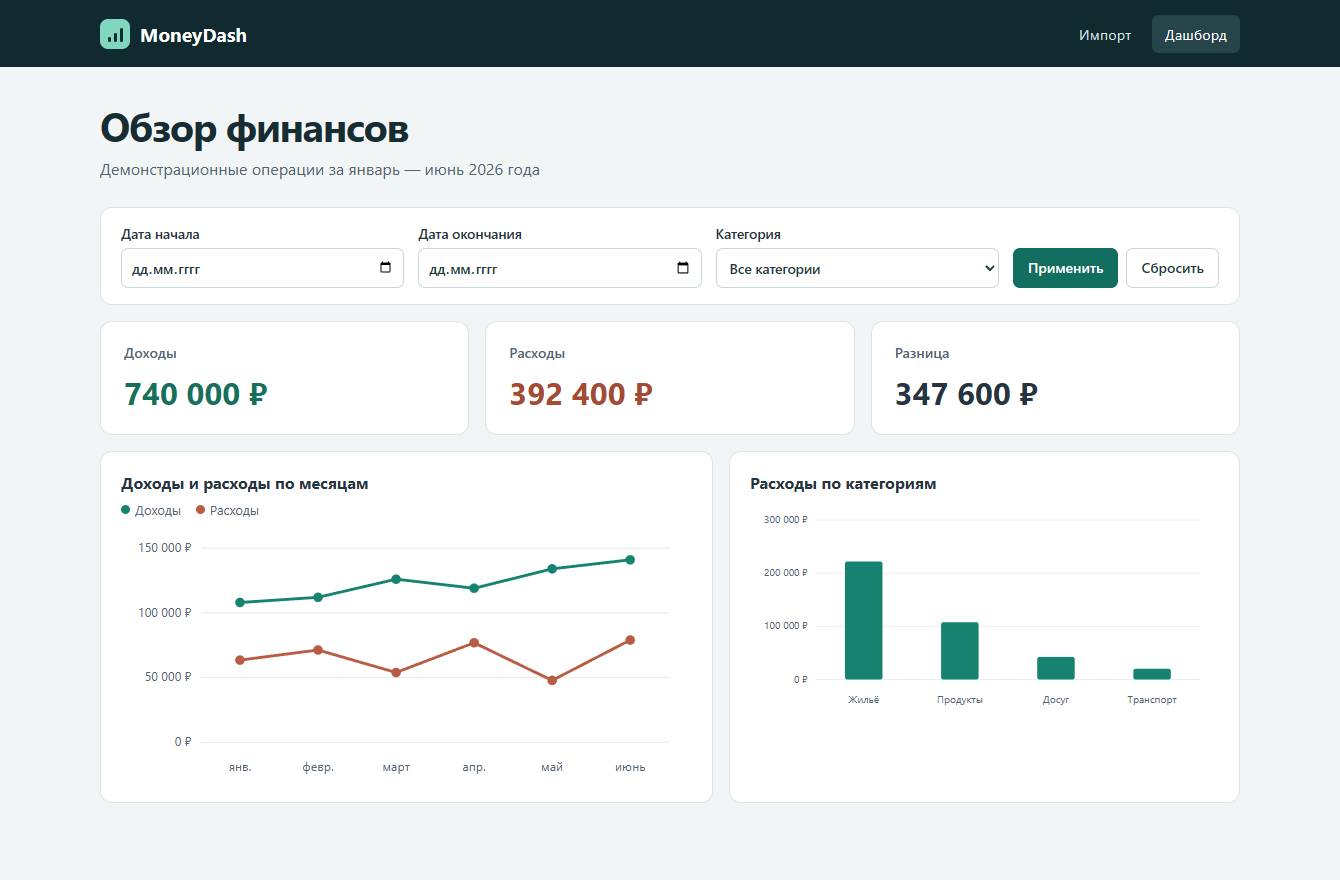 MoneyDash
Импорт
Дашборд
Обзор финансов
Демонстрационные операции за январь — июнь 2026 года
Дата начала
Дата окончания
Категория
дд.мм.гггг
дд.мм.гггг
Все категории
Применить
Сбросить
Доходы
Расходы
Разница
740 000 ₽
392 400 ₽
347 600 ₽
Доходы и расходы по месяцам
Доходы
Расходы
150 000 ₽
100 000 ₽
50 000 ₽
0 ₽
янв.
февр.
март
апр.
май
июнь
Расходы по категориям
300 000 ₽
200 000 ₽
100 000 ₽
0 ₽
Жильё
Продукты
Досуг
Транспорт